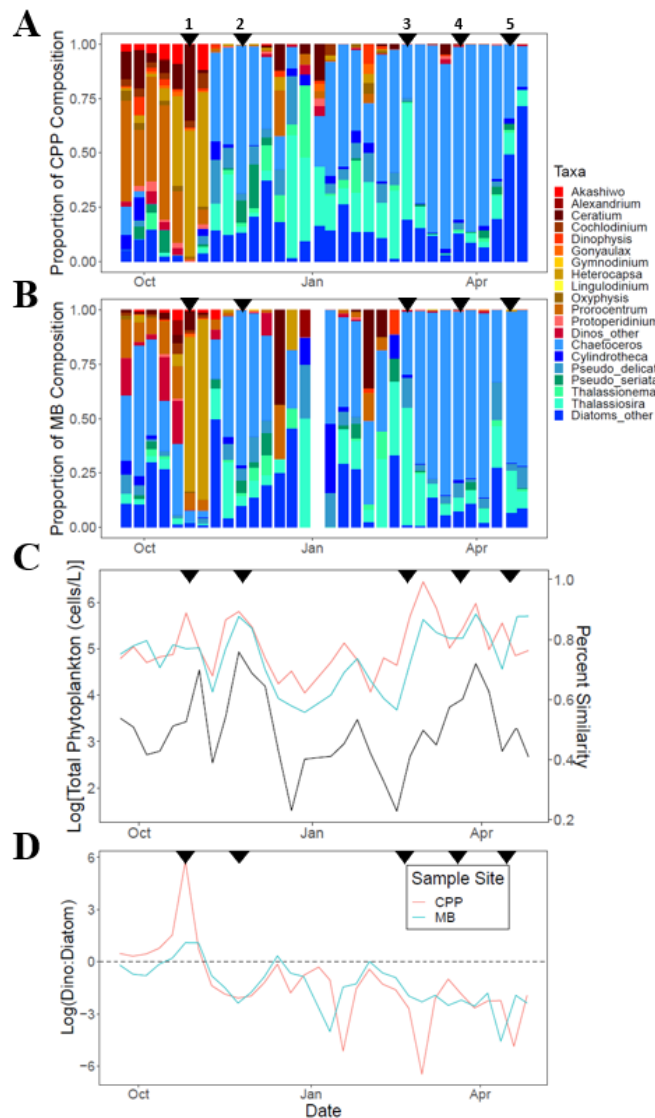 A
1 2 3 4 5
Proportion of CPP Composition
1.00
0.75
0.50
0.25
0.00
Oct Jan Apr
B
Proportion of MB Composition
1.00
0.75
0.50
0.25
0.00
Oct Jan Apr
Taxa
Akashiwo
Alexandrium
Ceratium
Cochlodinium
Dinophysis
Gonyaulax
Gymnodinium
Heterocapsa
Lingulodinium
Oxyphysis
Prorocentrum
Protoperidinium
Dinos_other
Chaetoceros
Cylindrotheca
Pseudo_delicat
Pseudo_seriata
Thalassionema
Thalassiosira
Diatoms_other
C
Log[Total Phytoplankton (cells/L)]
6
5
4
3
2
Percent Similarity
1.0
0.8
0.6
0.4
0.2
Oct Jan Apr
D
Log(Dino:Diatom)
6
3
0
-3
-6
Sample Site
CPP
MB
Oct Jan Apr
Date